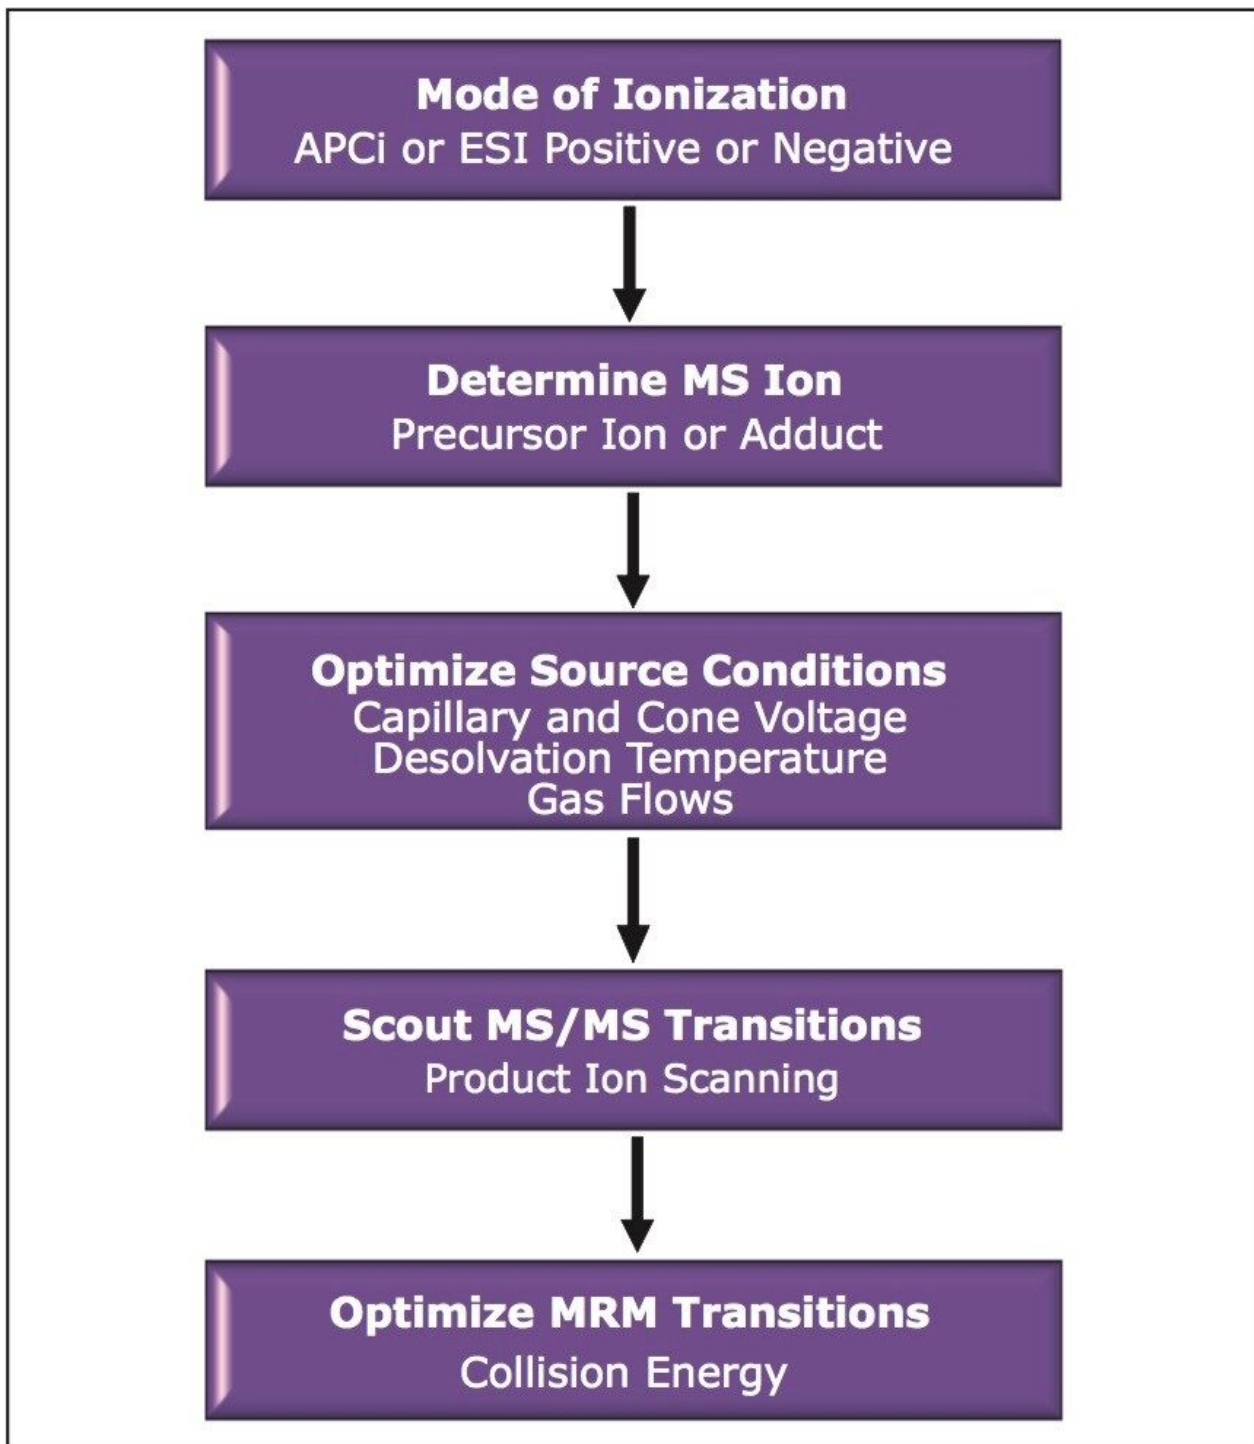 Mode of Ionization
APCi or ESI Positive or Negative
Determine MS Ion
Precursor Ion or Adduct
Optimize Source Conditions
Capillary and Cone Voltage
Desolvation Temperature
Gas Flows
Scout MS/MS Transitions
Product Ion Scanning
Optimize MRM Transitions
Collision Energy